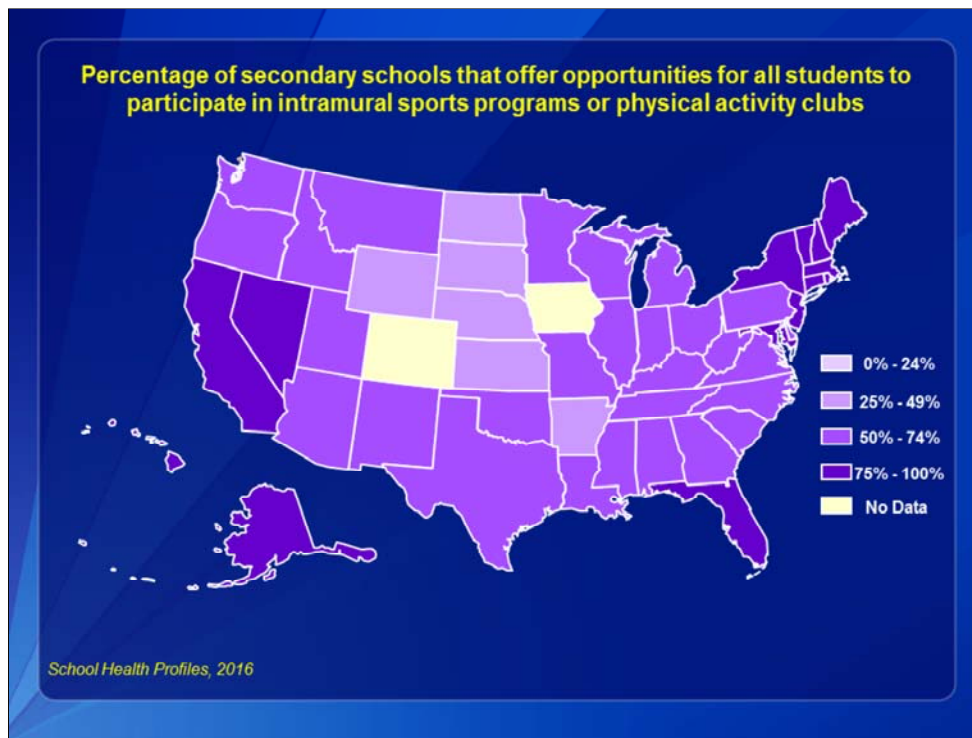 Percentage of secondary schools that offer opportunities for all students to
participate in intramural sports programs or physical activity clubs
0% - 24%
25% - 49%
50% - 74%
75% - 100%
No Data
School Health Profiles, 2016